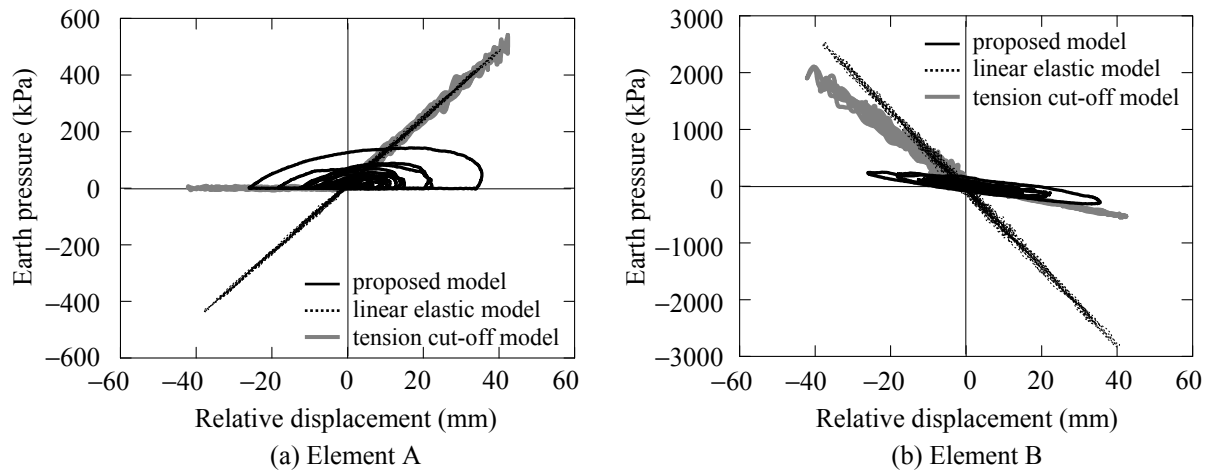 600
400
200
0
−200
−400
−600
Earth pressure (kPa)
proposed model
linear elastic model
tension cut-off model
−60 −40 −20 0 20 40 60
Relative displacement (mm)
(a) Element A
3000
2000
1000
0
−1000
−2000
−3000
Earth pressure (kPa)
proposed model
linear elastic model
tension cut-off model
−60 −40 −20 0 20 40 60
Relative displacement (mm)
(b) Element B